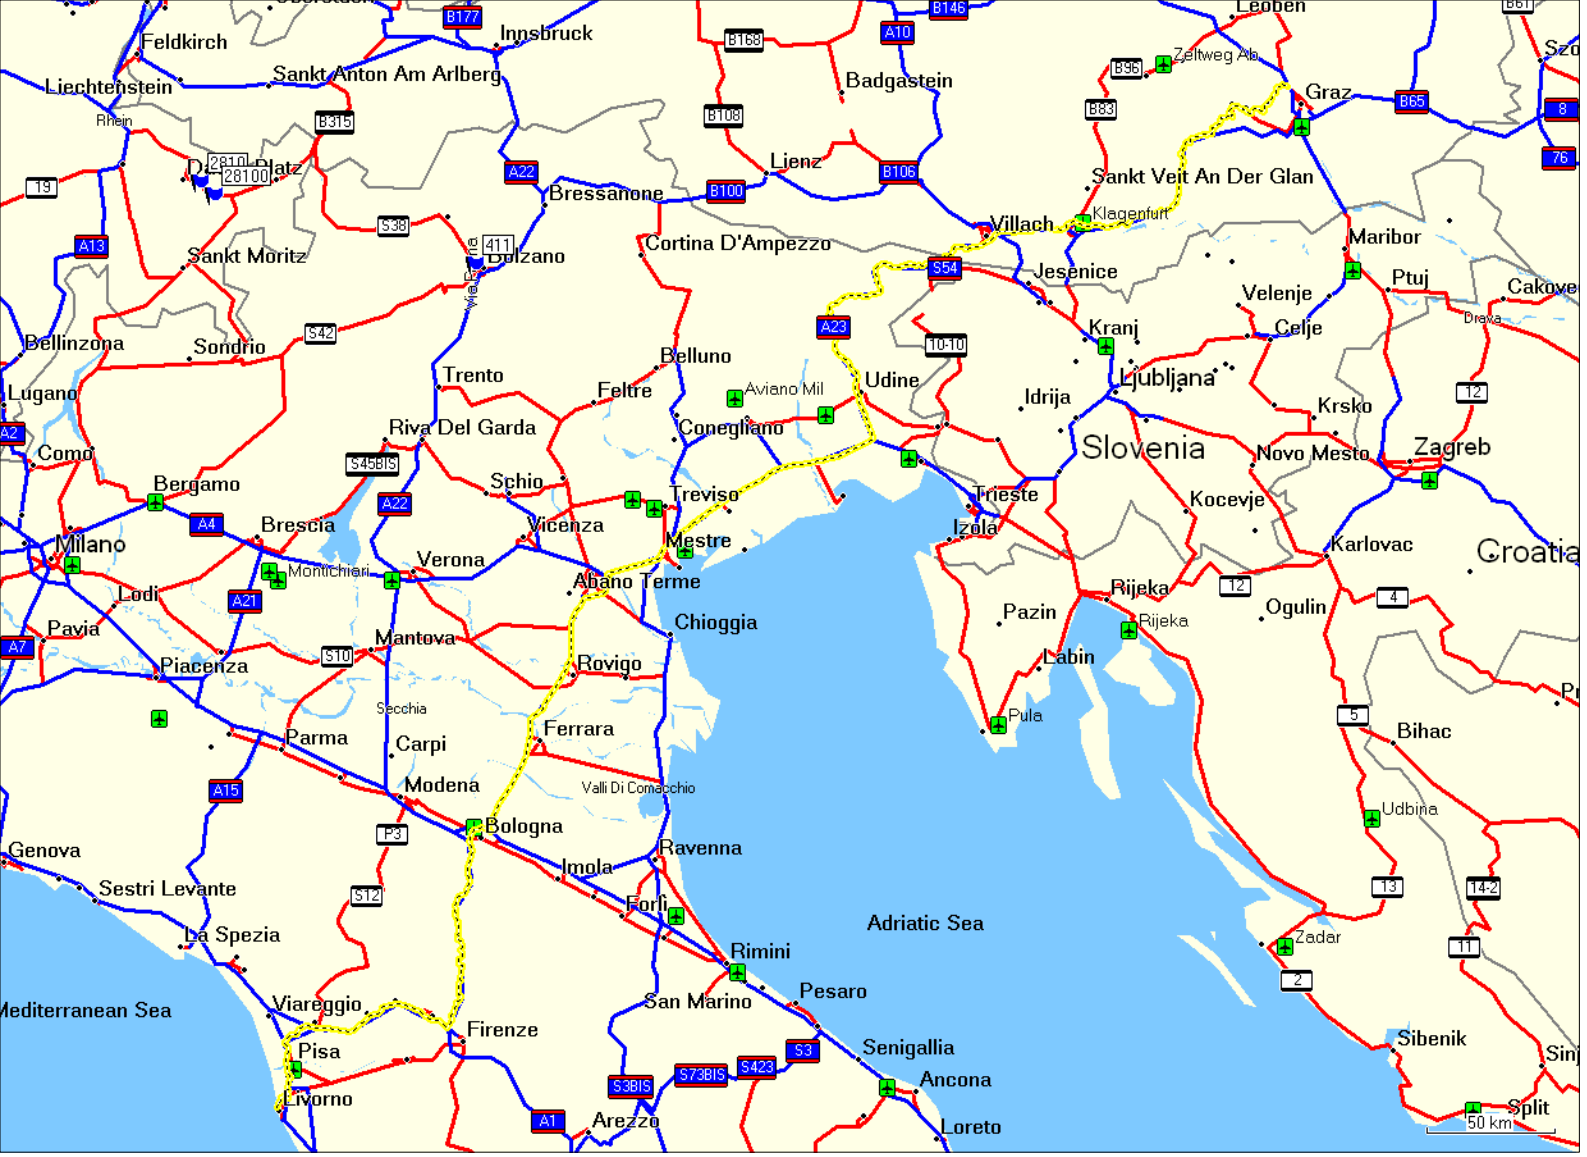 B177
Innsbruck
Feldkirch
Sankt Anton Am Arlberg
Liechtenstein
Rhein
B315
2810
28100
19
A13
Sankt Moritz
S38
411
Bolzano
A22
Bressanone
B168
B108
Badgastein
A10
B146
Leoben
B61
Zeltweg Ab
B96
B83
Graz
B65
8
76
Lienz
B100
B106
Sankt Veit An Der Glan
Klagenfurt
Villach
Cortina D'Ampezzo
S54
Jesenice
Maribor
Ptuj
Velenje
Drava
Celje
Kranj
A23
10-10
Bellinzona
Sondrio
S42
Lugano
A2
Como
Trento
Riva Del Garda
S45BIS
Belluno
Feltre
Aviano Mil
Udine
Conegliano
Ljubljana
Idrija
Krsko
12
Slovenia
Novo Mesto
Zagreb
Bergamo
A4
Brescia
A22
Schio
Vicenza
Treviso
Mestre
Trieste
Izola
Kocevje
Karlovac
Croatia
Milano
Montichiari
Verona
Abano Terme
Lodi
A21
Pavia
A7
Mantova
S10
Piacenza
Chioggia
Rovigo
Rijeka
12
4
Ogulin
Pazin
Rijeka
Labin
Secchia
Pula
5
Bihac
Parma
Carpi
Ferrara
Modena
Valli Di Comacchio
A15
P3
Bologna
Udbina
Genova
Sestri Levante
S12
Imola
Ravenna
Forli
13
14-2
La Spezia
Adriatic Sea
Zadar
11
2
Rimini
San Marino
Pesaro
Mediterranean Sea
Viareggio
Firenze
Pisa
Livorno
Senigallia
S3
S423
S73BIS
S3BIS
Ancona
A1
Arezzo
Loreto
Sibenik
Split
50 km